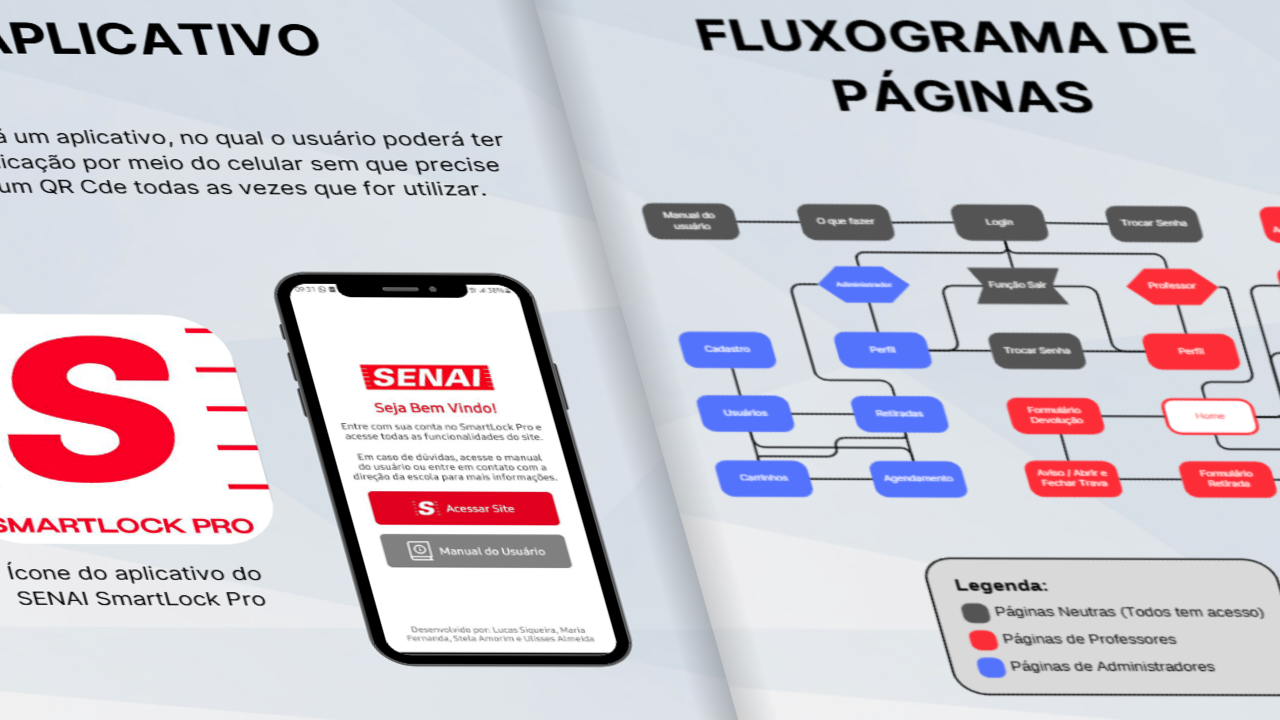 APLICATIVO
á um aplicativo, no qual o usuário poderá ter
icação por meio do celular sem que precise
um QR Cde todas as vezes que for utilizar.
S
SMARTLOCK PRO
Ícone do aplicativo do
SENAI SmartLock Pro
09:31
38%
SENAI
Seja Bem Vindo!
Entre com sua conta no SmartLock Pro e
acesse todas as funcionalidades do site.
Em caso de dúvidas, acesse o manual
do usuário ou entre em contato com a
direção da escola para mais informações.
S Acessar Site
Manual do Usuário
Desenvolvido por: Lucas Siqueira, Maria
Fernanda, Stela Amorim e Ulisses Almeida
FLUXOGRAMA DE
PÁGINAS
Manual do
usuário
O que fazer
Login
Trocar Senha
A
Administrador
Função Sair
Professor
Cadastro
Perfil
Trocar Senha
Perfil
Usuários
Retiradas
Formulário
Devolução
Home
Carrinhos
Agendamento
Aviso / Abrir e
Fechar Trava
Formulário
Retirada
Legenda:
Páginas Neutras (Todos tem acesso)
Páginas de Professores
Páginas de Administradores